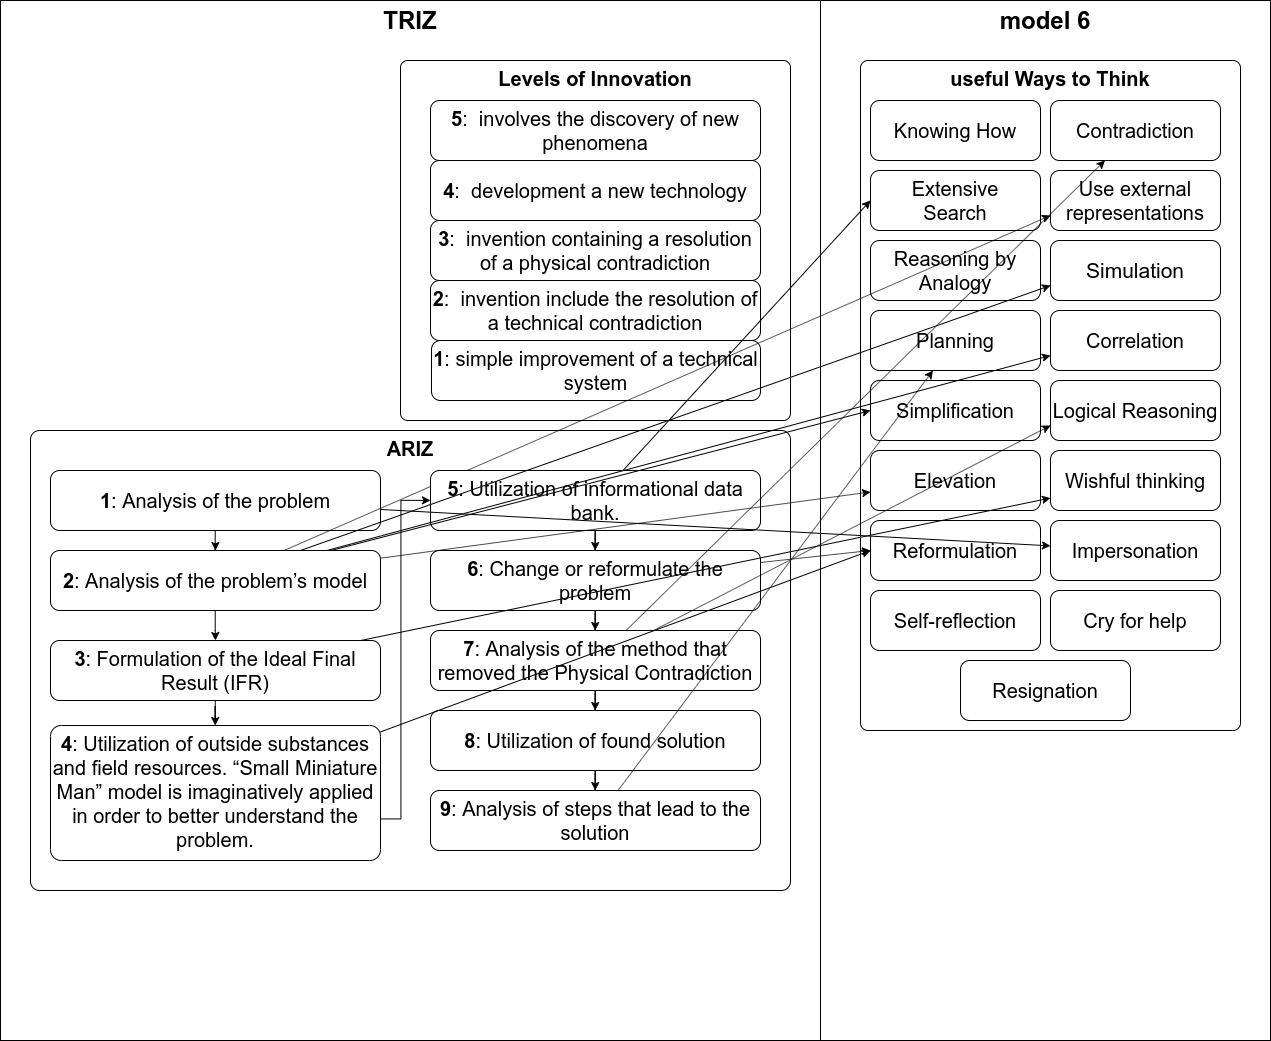 TRIZ
model 6
Levels of Innovation
5:  involves the discovery of new
phenomena
4:  development a new technology
3:  invention containing a resolution
of a physical contradiction
2:  invention include the resolution of
a technical contradiction
1: simple improvement of a technical
system
ARIZ
1: Analysis of the problem
2: Analysis of the problem's model
3: Formulation of the Ideal Final
Result (IFR)
4: Utilization of outside substances
and field resources. “Small Miniature
Man” model is imaginatively applied
in order to better understand the
problem.
5: Utilization of informational data
bank.
6: Change or reformulate the
problem
7: Analysis of the method that
removed the Physical Contradiction
8: Utilization of found solution
9: Analysis of steps that lead to the
solution
useful Ways to Think
Knowing How
Contradiction
Extensive
Search
Use external
representations
Reasoning by
Analogy
Simulation
Planning
Correlation
Simplification
Logical Reasoning
Elevation
Wishful thinking
Reformulation
Impersonation
Self-reflection
Cry for help
Resignation